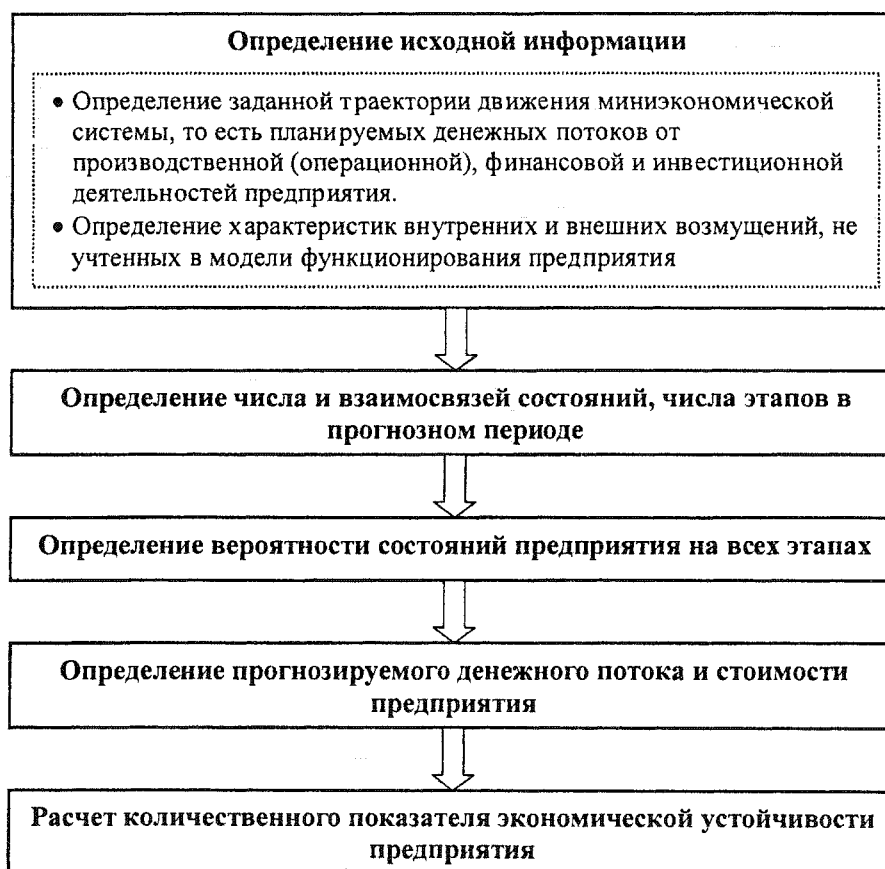 Определение исходной информации
• Определение заданной траектории движения миниэкономической
системы, то есть планируемых денежных потоков от
производственной (операционной), финансовой и инвестиционной
деятельностей предприятия.
• Определение характеристик внутренних и внешних возмущений, не
учтенных в модели функционирования предприятия
Определение числа и взаимосвязей состояний, числа этапов в
прогнозном периоде
Определение вероятности состояний предприятия на всех этапах
Определение прогнозируемого денежного потока и стоимости
предприятия
Расчет количественного показателя экономической устойчивости
предприятия